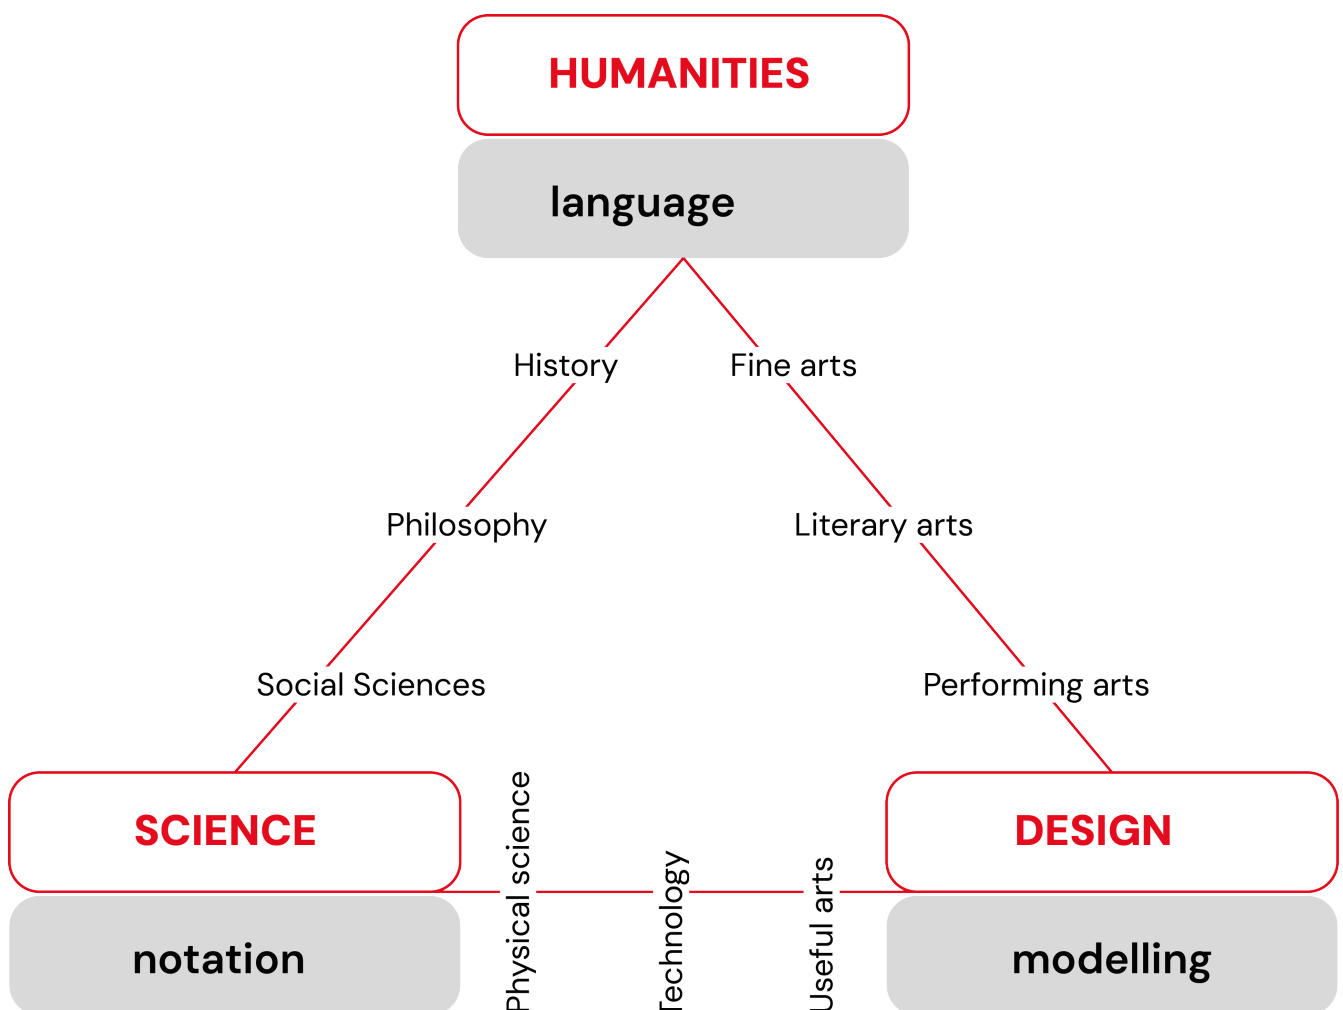 HUMANITIES
language
History
Fine arts
Philosophy
Literary arts
Social Sciences
Performing arts
SCIENCE
Physical science
Technology
Useful arts
DESIGN
notation
modelling